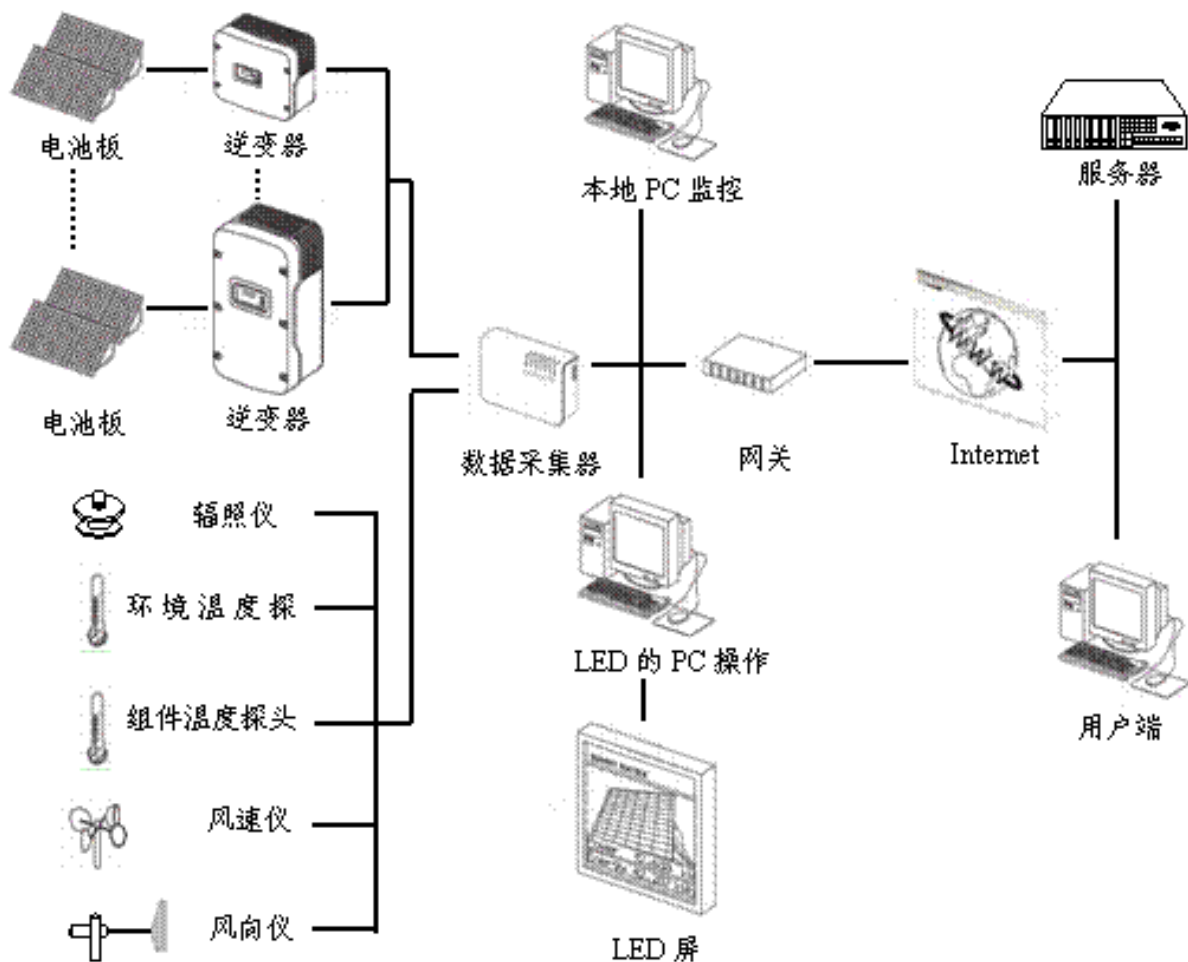 电池板
逆变器
本地 PC 监控
服务器
电池板
逆变器
数据采集器
网关
Internet
辐照仪
环境温度探
组件温度探头
风速仪
风向仪
LED 的 PC 操作
LED 屏
用户端